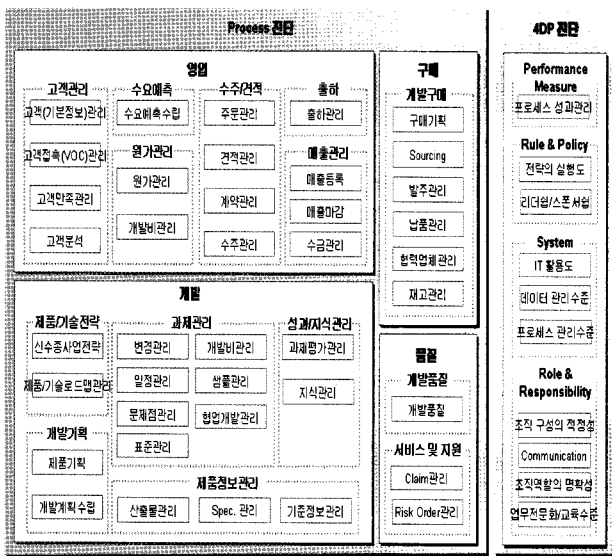 Process 진단
영업
고객관리
고객(기본정보)관리
고객접촉(VOC)관리
고객만족관리
고객분석
수요예측
수요예측수립
원가관리
원가관리
개발비관리
수주/견적
주문관리
견적관리
계약관리
수주관리
출하
출하관리
매출관리
매출등록
매출마감
수금관리
구매
개발구매
구매기획
Sourcing
발주관리
납품관리
협력업체관리
재고관리
개발
제품/기술전략
신수종사업전략
제품/기술로드맵관리
개발기획
제품기획
개발계획수립
과제관리
변경관리
개발비관리
일정관리
샘플관리
문제점관리
협업개발관리
표준관리
성과/지식관리
과제평가관리
지식관리
제품정보관리
산출물관리
Spec. 관리
기준정보관리
품질
개발품질
개발품질
서비스 및 지원
Claim관리
Risk Order관리
4DP 진단
Performance
Measure
프로세스 성과관리
Rule & Policy
전략의 실행도
리더쉽/스폰서쉽
System
IT 활용도
데이터 관리수준
프로세스 관리수준
Role &
Responsibility
조직 구성의 적정성
Communication
조직역할의 명확성
업무전문화/교육수준